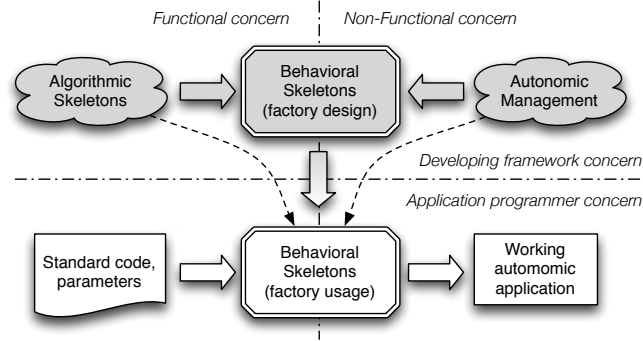 Functional concern
Non-Functional concern
Algorithmic
Skeletons
Behavioral
Skeletons
(factory design)
Autonomic
Management
Developing framework concern
Application programmer concern
Standard code,
parameters
Behavioral
Skeletons
(factory usage)
Working
automomic
application